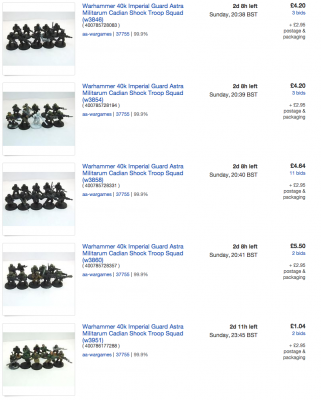 Warhammer 40k Imperial Guard Astra
Militarum Cadian Shock Troop Squad
(w3848)
( 400785728083 )
aa-wargames | 37755 | 99.9%
2d 8h left
Sunday, 20:38 BST
£4.20
3 bids
+ £2.95
postage &
packaging
Warhammer 40k Imperial Guard Astra
Militarum Cadian Shock Troop Squad
(w3854)
( 400785728194 )
aa-wargames | 37755 | 99.9%
2d 8h left
Sunday, 20:39 BST
£4.20
3 bids
+ £2.95
postage &
packaging
Warhammer 40k Imperial Guard Astra
Militarum Cadian Shock Troop Squad
(w3858)
( 400785728331 )
aa-wargames | 37755 | 99.9%
2d 8h left
Sunday, 20:40 BST
£4.64
11 bids
+ £2.95
postage &
packaging
Warhammer 40k Imperial Guard Astra
Militarum Cadian Shock Troop Squad
(w3860)
( 400785728357 )
aa-wargames | 37755 | 99.9%
2d 8h left
Sunday, 20:41 BST
£5.50
2 bids
+ £2.95
postage &
packaging
Warhammer 40k Imperial Guard Astra
Militarum Cadian Shock Troop Squad
(w3951)
( 400786177288 )
aa-wargames | 37755 | 99.9%
2d 11h left
Sunday, 23:45 BST
£1.04
2 bids
+ £2.95
postage &
packaging